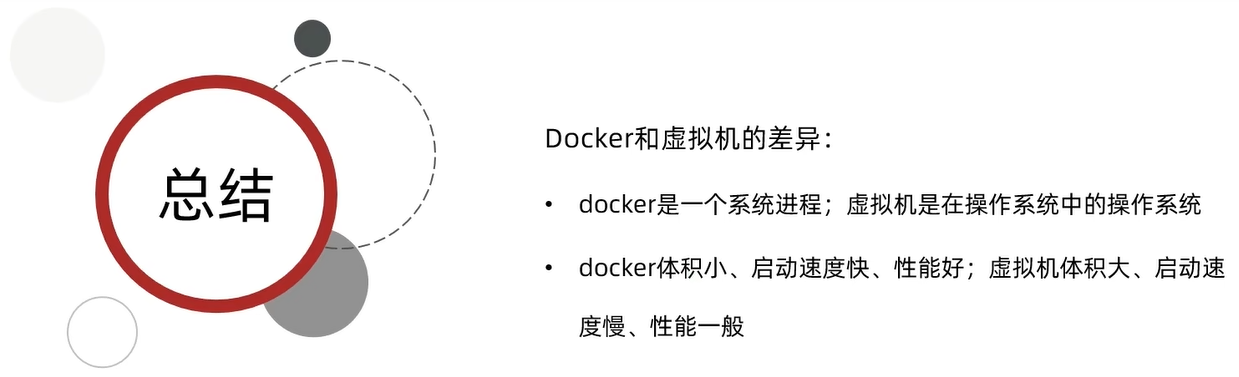 总结
Docker和虚拟机的差异：
• docker是一个系统进程；虚拟机是在操作系统中的操作系统
• docker体积小、启动速度快、性能好；虚拟机体积大、启动速
度慢、性能一般